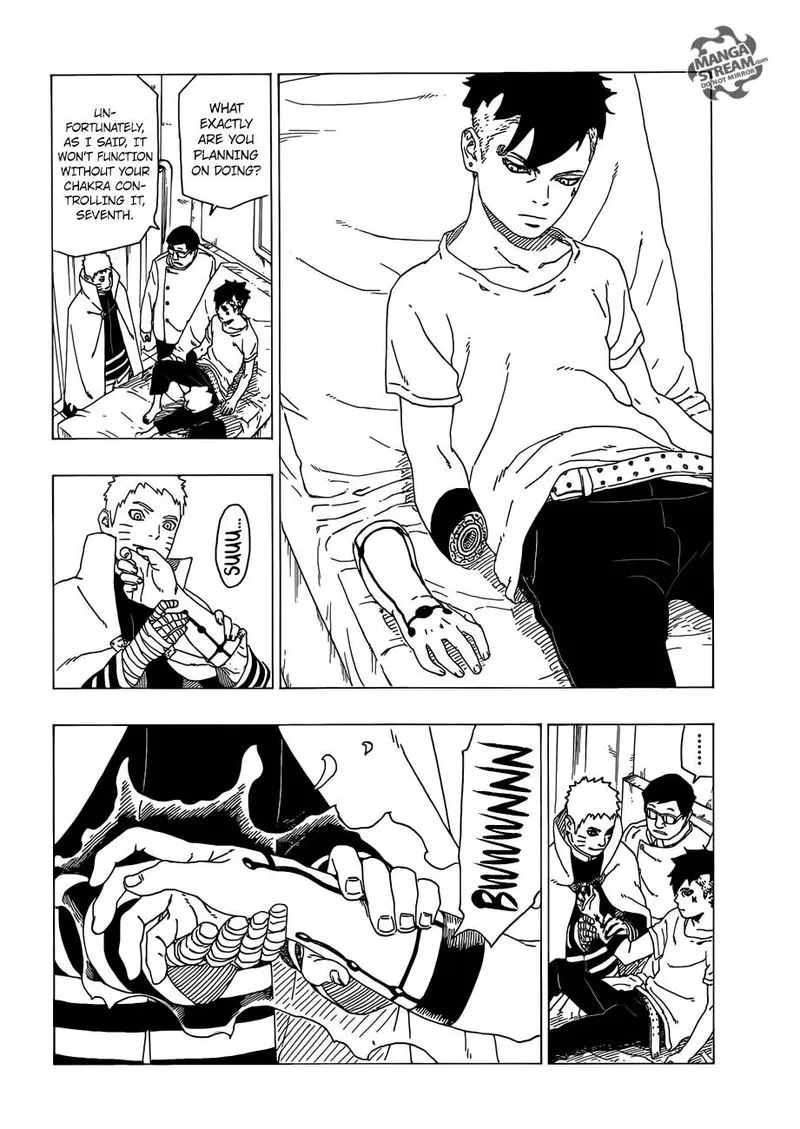 MANGA
STREAM.com
DO NOT MIRROR
UN-
FORTUNATELY,
AS I SAID, IT
WON'T FUNCTION
WITHOUT YOUR
CHAKRA CON-
TROLLING IT,
SEVENTH.
WHAT
EXACTLY
ARE YOU
PLANNING
ON DOING?
SUUU...
BWWWNNN
........